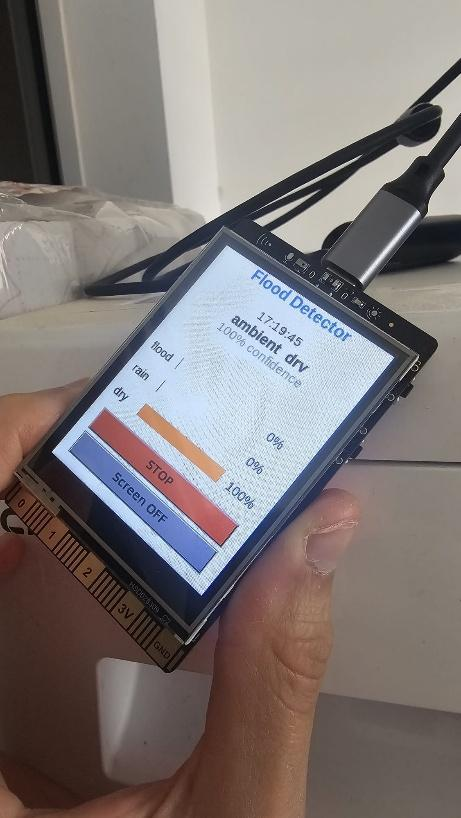 Flood Detector
17:19:45
ambient dry
100% confidence
flood 0%
rain 0%
dry 100%
STOP
Screen OFF
0 1 2 3V GND